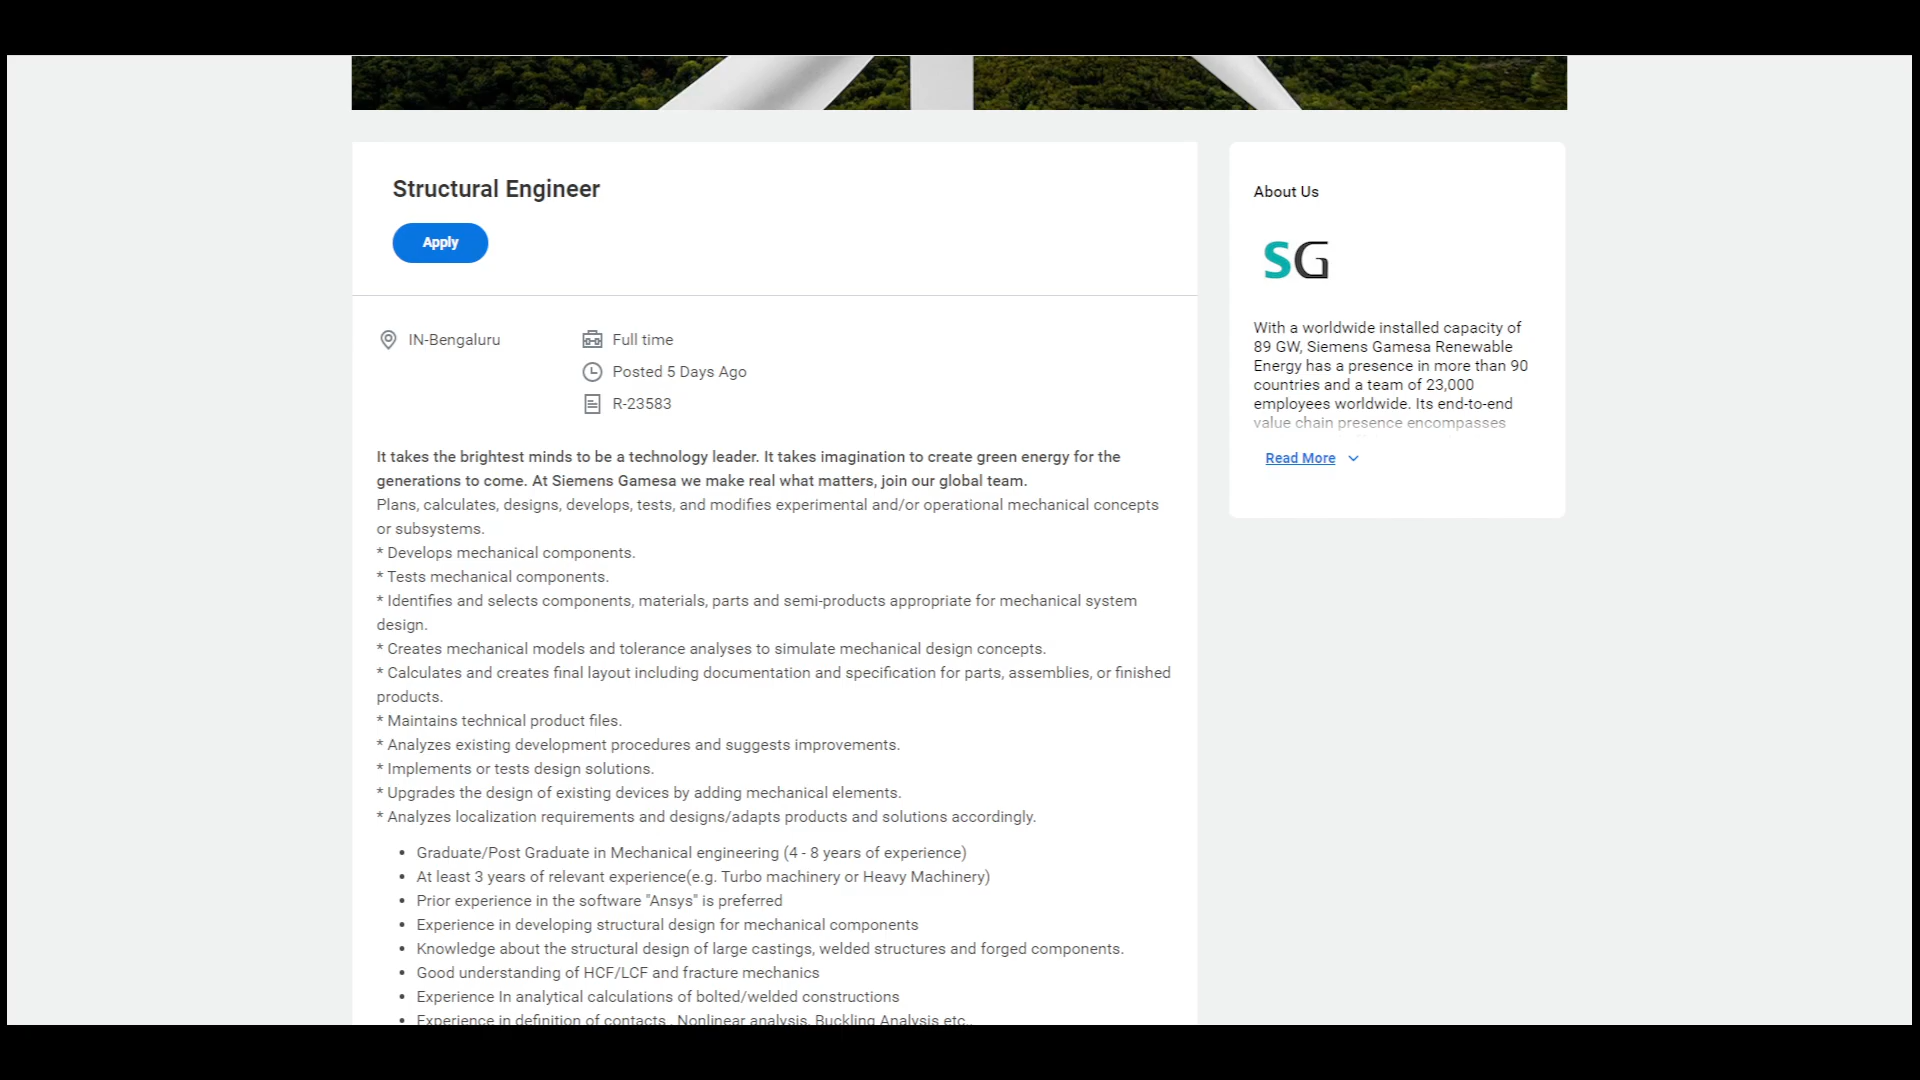 Structural Engineer
Apply
IN-Bengaluru
Full time
Posted 5 Days Ago
R-23583
It takes the brightest minds to be a technology leader. It takes imagination to create green energy for the
generations to come. At Siemens Gamesa we make real what matters, join our global team.
Plans, calculates, designs, develops, tests, and modifies experimental and/or operational mechanical concepts
or subsystems.
* Develops mechanical components.
* Tests mechanical components.
* Identifies and selects components, materials, parts and semi-products appropriate for mechanical system
design.
* Creates mechanical models and tolerance analyses to simulate mechanical design concepts.
* Calculates and creates final layout including documentation and specification for parts, assemblies, or finished
products.
* Maintains technical product files.
* Analyzes existing development procedures and suggests improvements.
* Implements or tests design solutions.
* Upgrades the design of existing devices by adding mechanical elements.
* Analyzes localization requirements and designs/adapts products and solutions accordingly.
• Graduate/Post Graduate in Mechanical engineering (4 - 8 years of experience)
• At least 3 years of relevant experience(e.g. Turbo machinery or Heavy Machinery)
• Prior experience in the software "Ansys" is preferred
• Experience in developing structural design for mechanical components
• Knowledge about the structural design of large castings, welded structures and forged components.
• Good understanding of HCF/LCF and fracture mechanics
• Experience In analytical calculations of bolted/welded constructions
• Experience in definition of contacts , Nonlinear analysis, Buckling Analysis etc..
About Us
SG
With a worldwide installed capacity of
89 GW, Siemens Gamesa Renewable
Energy has a presence in more than 90
countries and a team of 23,000
employees worldwide. Its end-to-end
value chain presence encompasses
Read More